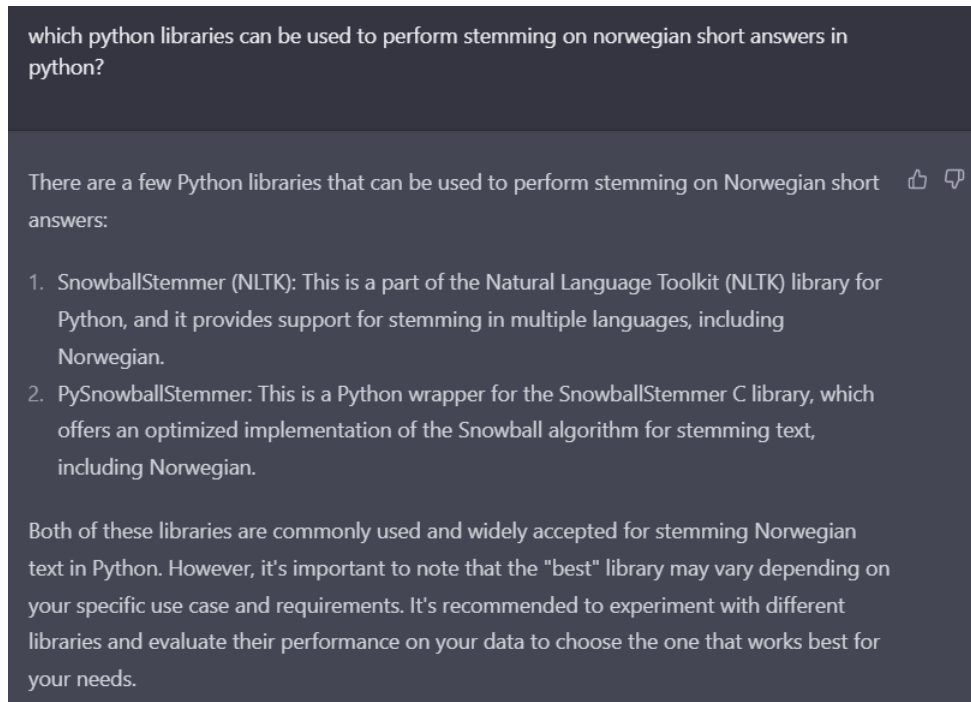 which python libraries can be used to perform stemming on norwegian short answers in
python?
There are a few Python libraries that can be used to perform stemming on Norwegian short
answers:
1. SnowballStemmer (NLTK): This is a part of the Natural Language Toolkit (NLTK) library for
Python, and it provides support for stemming in multiple languages, including
Norwegian.
2. PySnowballStemmer: This is a Python wrapper for the SnowballStemmer C library, which
offers an optimized implementation of the Snowball algorithm for stemming text,
including Norwegian.
Both of these libraries are commonly used and widely accepted for stemming Norwegian
text in Python. However, it's important to note that the "best" library may vary depending on
your specific use case and requirements. It's recommended to experiment with different
libraries and evaluate their performance on your data to choose the one that works best for
your needs.